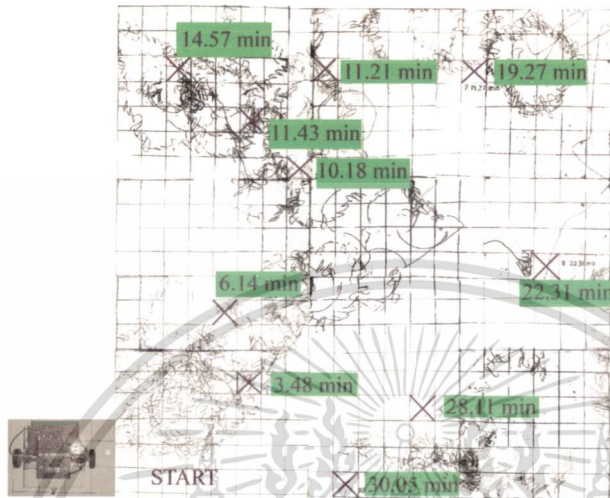 14.57 min
11.21 min
19.27 min
11.43 min
10.18 min
6.14 min
22.31 min
3.48 min
28.11 min
30.05 min
START